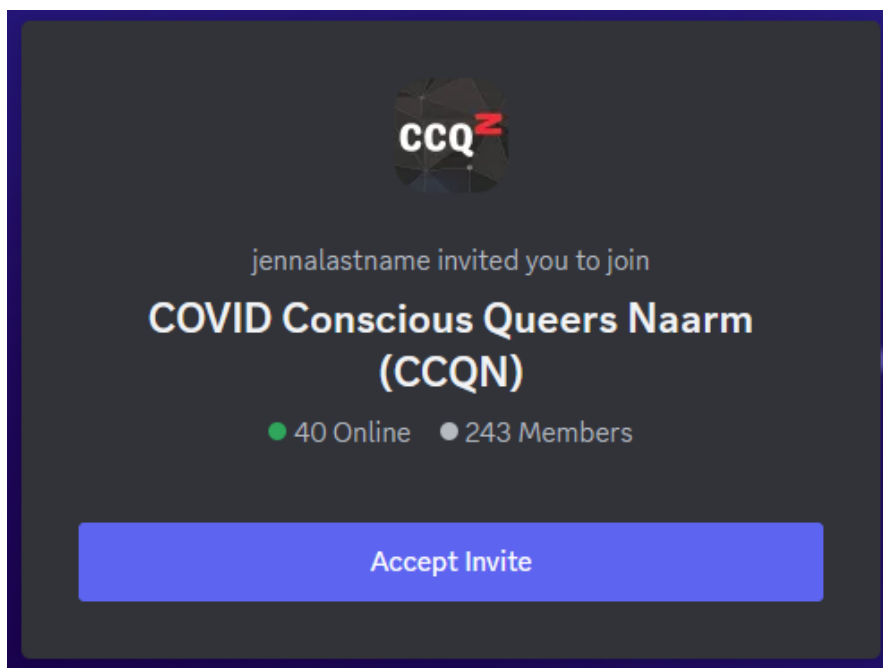 CCQN
jennalastname invited you to join
COVID Conscious Queers Naarm
(CCQN)
40 Online 243 Members
Accept Invite